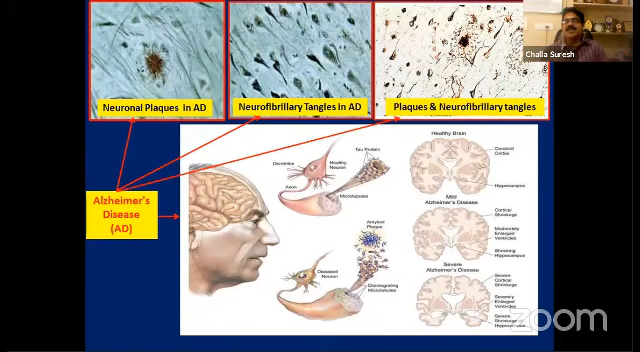 Challa Suresh
Neuronal Plaques in AD
Neurofibrillary Tangles in AD
Plaques & Neurofibrillary tangles
Alzheimer's
Disease
(AD)
Dendrites
Healthy
Neuron
Tau Protein
Axon
Microtubules
Amyloid
Plaque
Diseased
Neuron
Disintegrating
Microtubules
Healthy Brain
Cerebral
Cortex
Hippocampus
Mild
Alzheimer's Disease
Cortical
Shrinkage
Moderately
Enlarged
Ventricles
Shrinking
Hippocampus
Severe
Alzheimer's Disease
Severe
Cortical
Shrinkage
Severely
Enlarged
Ventricles
Severe
Shrinkage
Hippocampus
zoom